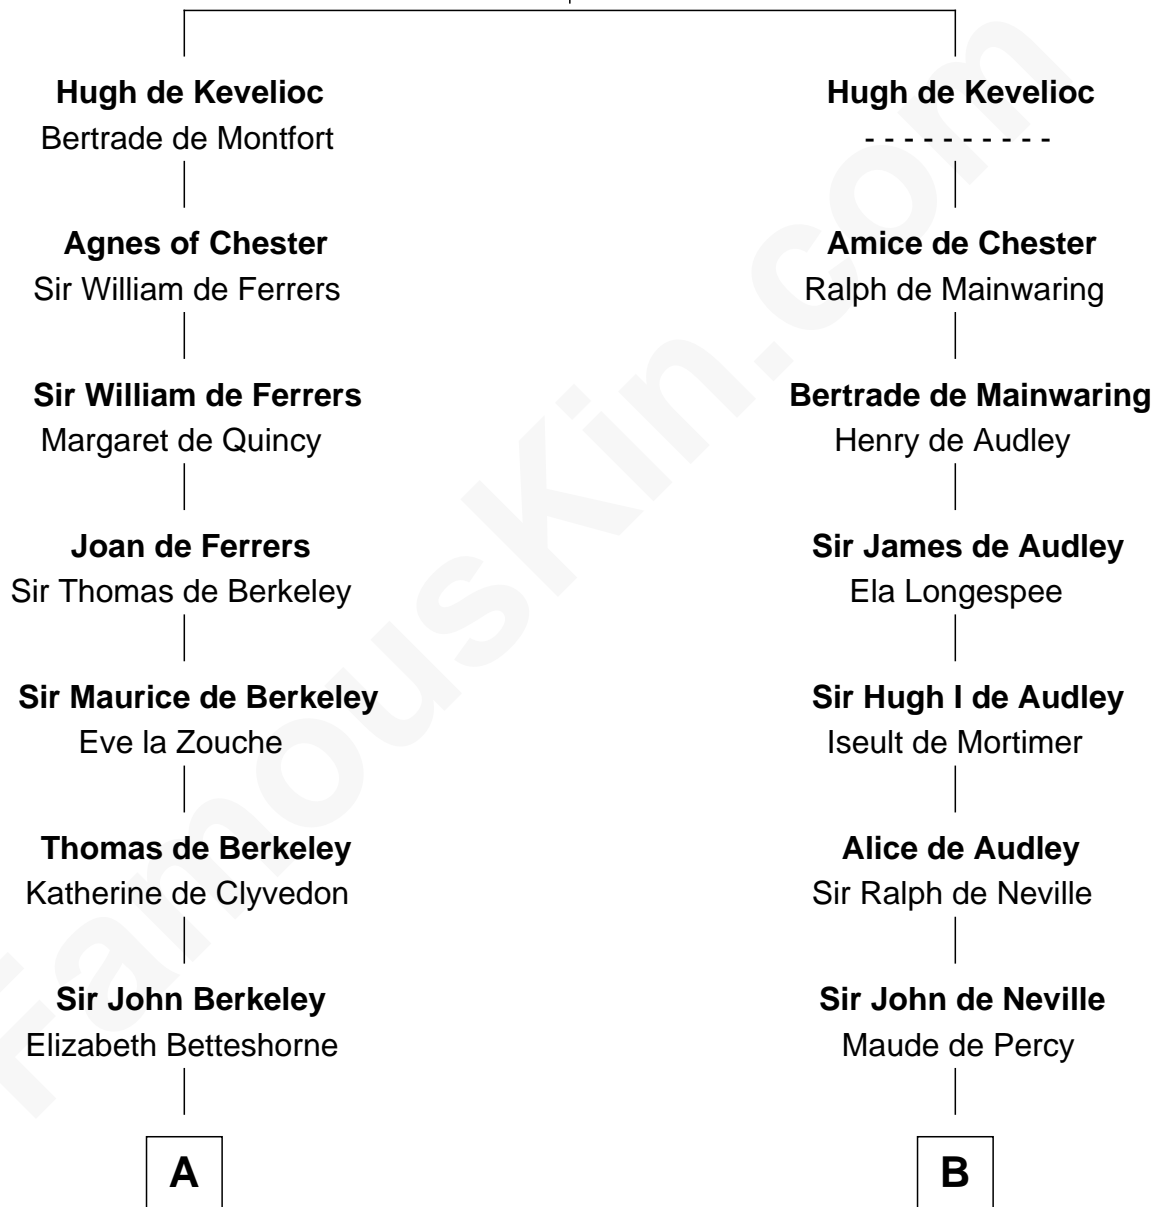 Hugh de Kevelioc
Bertrade de Montfort
Agnes of Chester
Sir William de Ferrers
Sir William de Ferrers
Margaret de Quincy
Joan de Ferrers
Sir Thomas de Berkeley
Sir Maurice de Berkeley
Eve la Zouche
Thomas de Berkeley
Katherine de Clyvedon
Sir John Berkeley
Elizabeth Betteshorne
A
Hugh de Kevelioc
- - - - - - - - - -
Amice de Chester
Ralph de Mainwaring
Bertrade de Mainwaring
Henry de Audley
Sir James de Audley
Ela Longespee
Sir Hugh I de Audley
Iseult de Mortimer
Alice de Audley
Sir Ralph de Neville
Sir John de Neville
Maude de Percy
B
FamousKin.com